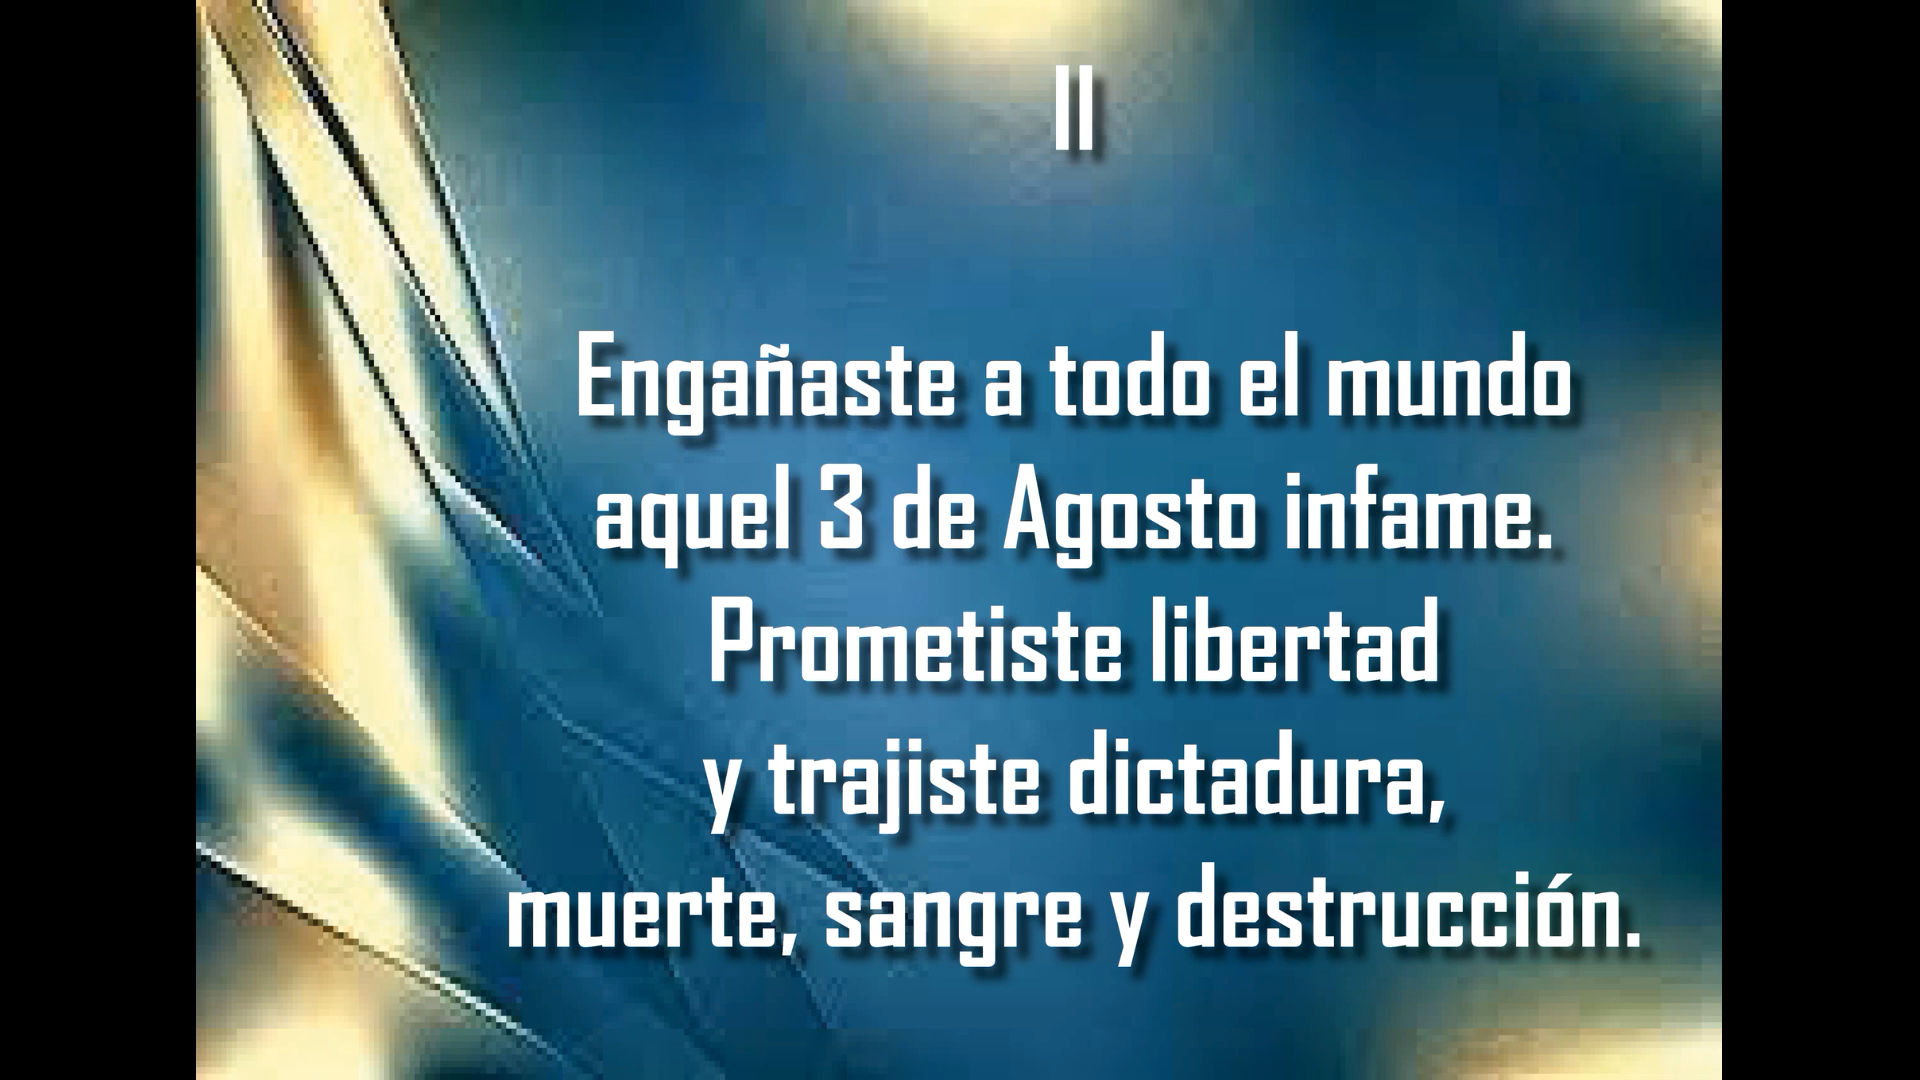 II
Engañaste a todo el mundo
aquel 3 de Agosto infame.
Prometiste libertad
y trajiste dictadura,
muerte, sangre y destrucción.